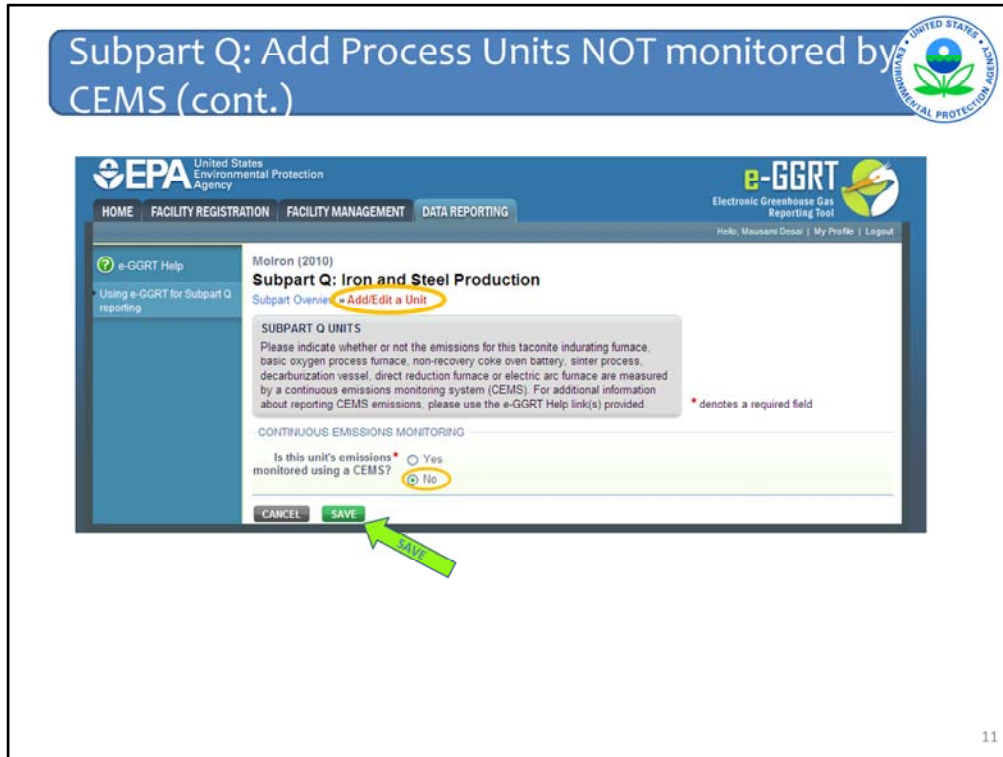 Subpart Q: Add Process Units NOT monitored by
CEMS (cont.)
UNITED STATES
ENVIRONMENTAL PROTECTION AGENCY
EPA United States
Environmental Protection
Agency
e-GGRT
Electronic Greenhouse Gas
Reporting Tool
HOME FACILITY REGISTRATION FACILITY MANAGEMENT DATA REPORTING
Hello, Mausami Desai | My Profile | Logout
e-GGRT Help
Using e-GGRT for Subpart Q
reporting
MoIron (2010)
Subpart Q: Iron and Steel Production
Subpart Overview » Add/Edit a Unit
SUBPART Q UNITS
Please indicate whether or not the emissions for this taconite indurating furnace,
basic oxygen process furnace, non-recovery coke oven battery, sinter process,
decarburization vessel, direct reduction furnace or electric arc furnace are measured
by a continuous emissions monitoring system (CEMS). For additional information
about reporting CEMS emissions, please use the e-GGRT Help link(s) provided.
* denotes a required field
CONTINUOUS EMISSIONS MONITORING
Is this unit's emissions * Yes
monitored using a CEMS? No
CANCEL SAVE
SAVE
11